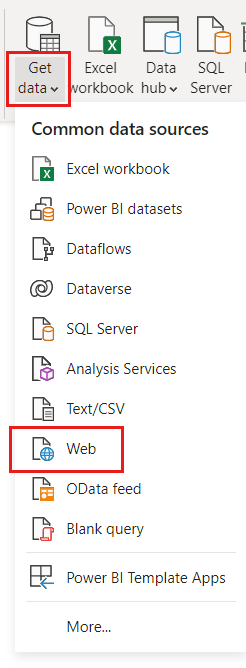 Get data
Excel workbook
Data hub
SQL Server
Common data sources
Excel workbook
Power BI datasets
Dataflows
Dataverse
SQL Server
Analysis Services
Text/CSV
Web
OData feed
Blank query
Power BI Template Apps
More...